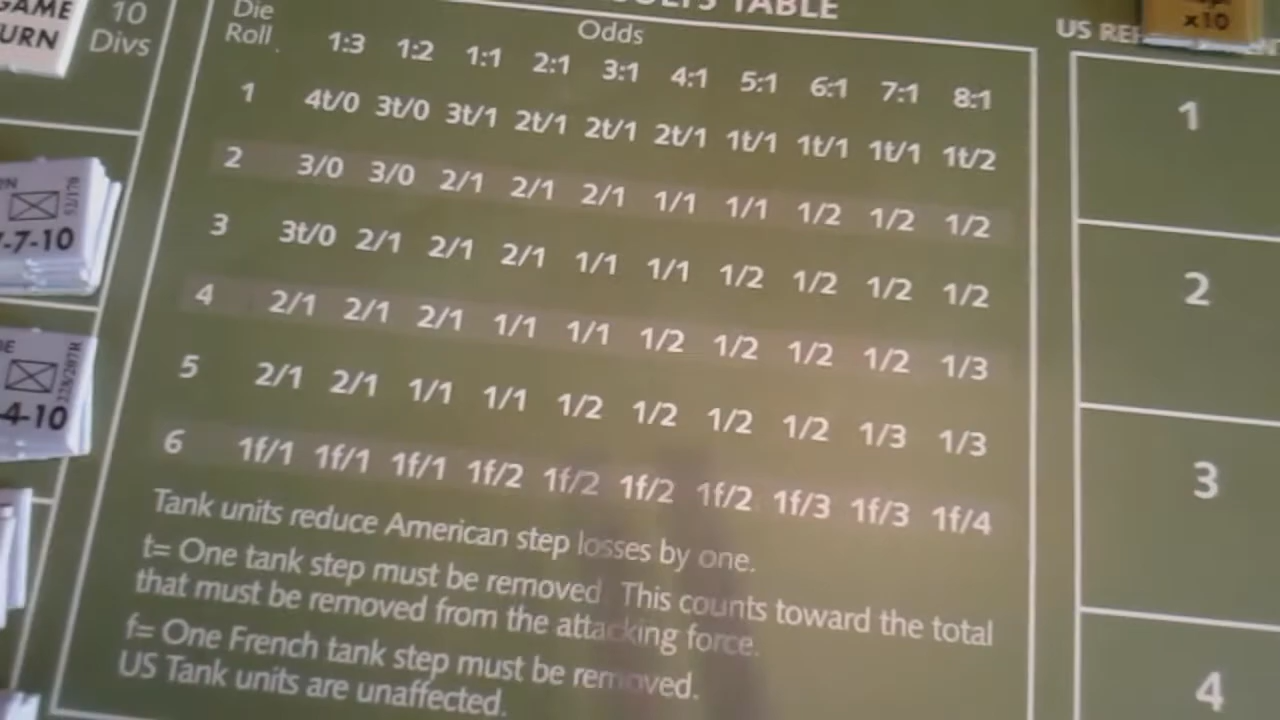 GAME
URN
10
Divs
TABLE
Die
Roll
Odds
1:3 1:2 1:1 2:1 3:1 4:1 5:1 6:1 7:1 8:1
1 4t/0 3t/0 3t/1 2t/1 2t/1 2t/1 1t/1 1t/1 1t/1 1t/2
2 3/0 3/0 2/1 2/1 2/1 1/1 1/1 1/2 1/2 1/2
3 3t/0 2/1 2/1 2/1 1/1 1/1 1/2 1/2 1/2 1/2
4 2/1 2/1 2/1 1/1 1/1 1/2 1/2 1/2 1/2 1/3
5 2/1 2/1 1/1 1/1 1/2 1/2 1/2 1/2 1/3 1/3
6 1f/1 1f/1 1f/1 1f/2 1f/2 1f/2 1f/2 1f/3 1f/3 1f/4
Tank units reduce American step losses by one.
t= One tank step must be removed. This counts toward the total
that must be removed from the attacking force.
f= One French tank step must be removed.
US Tank units are unaffected.
x10
US
1
2
3
4
-7-10
-4-10